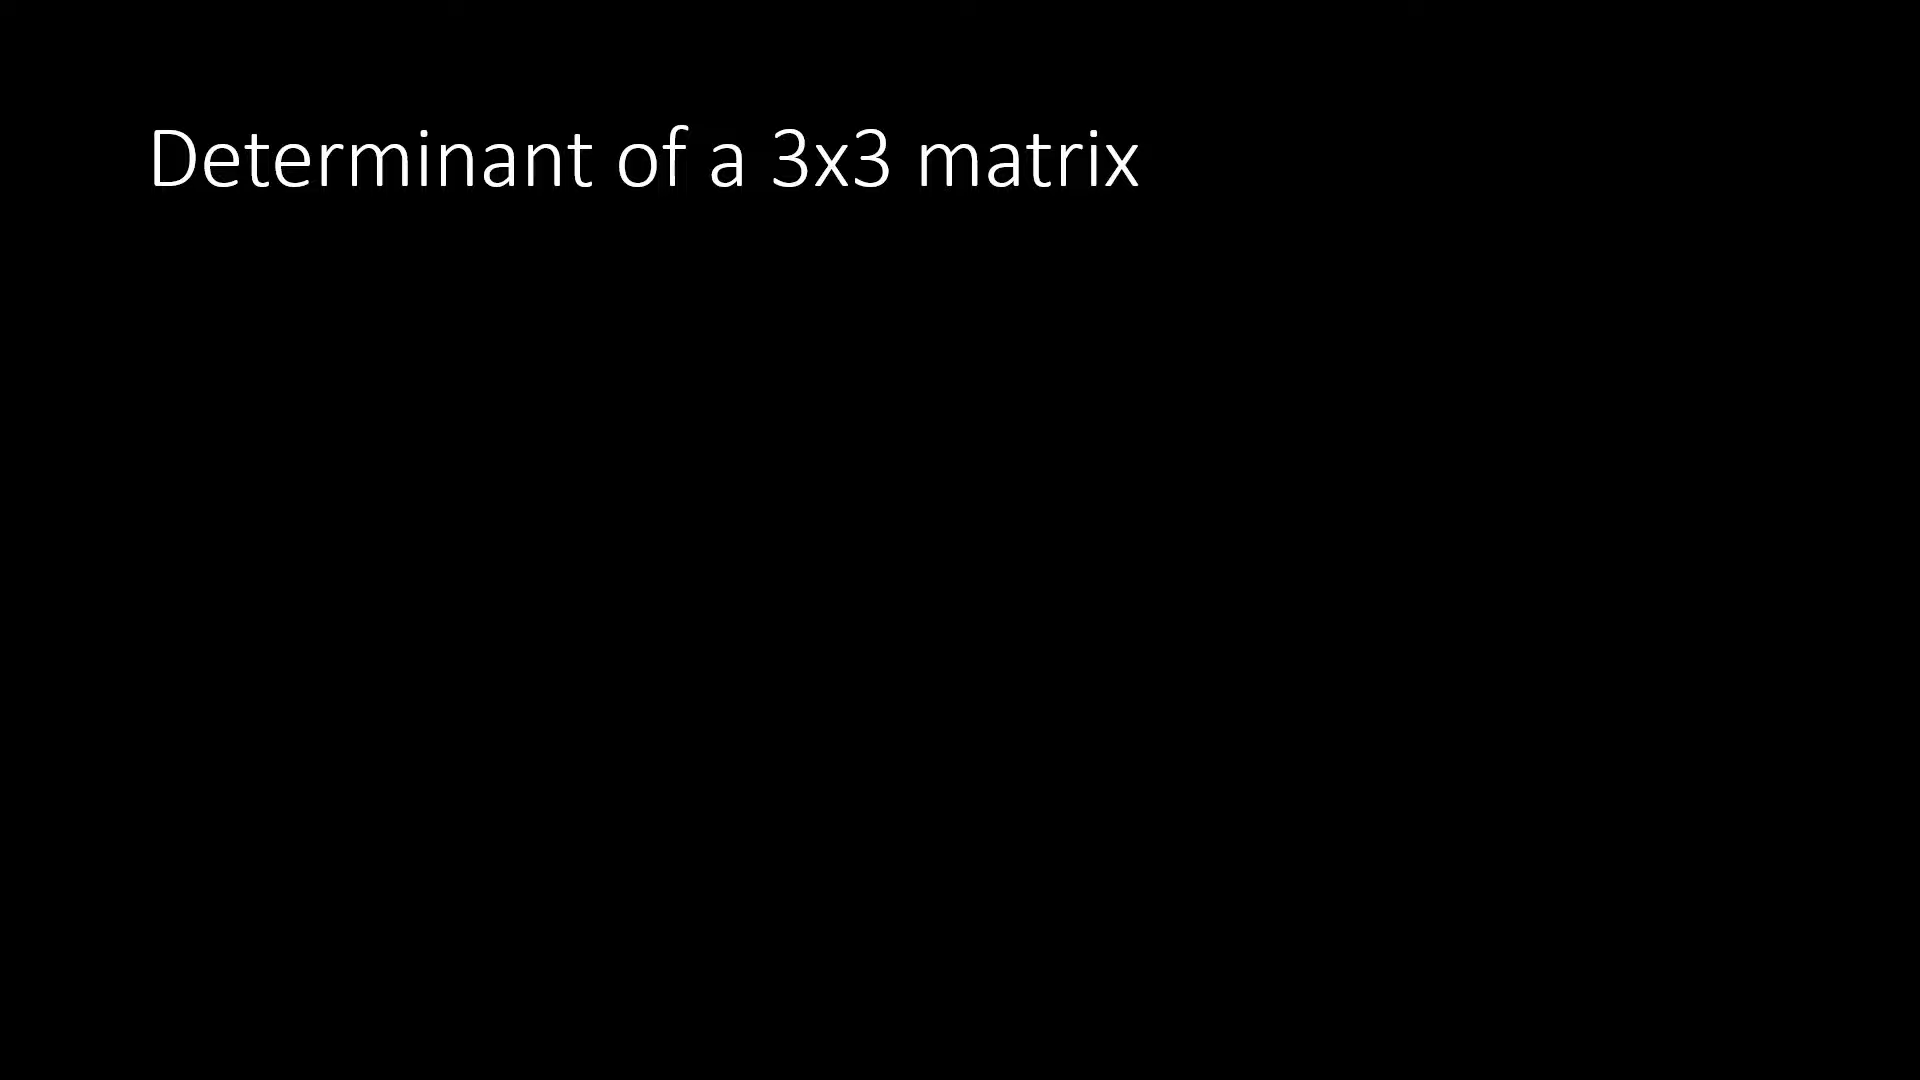 Determinant of a 3x3 matrix